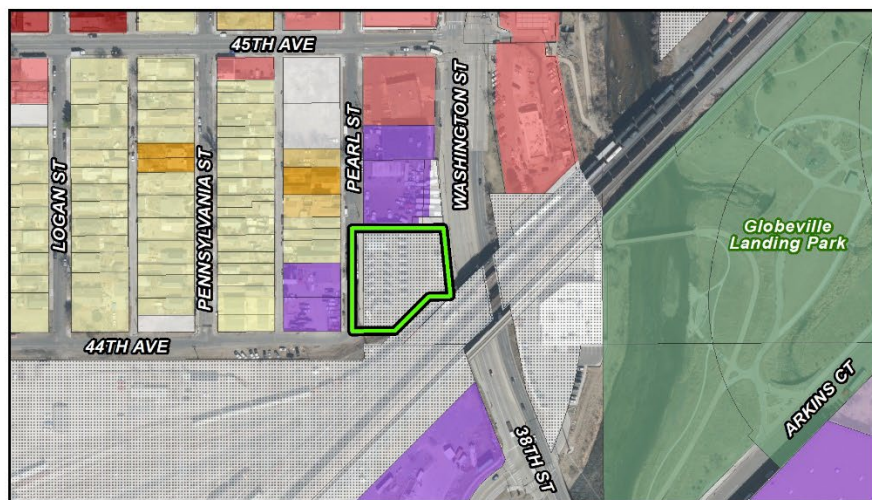 45TH AVE
LOGAN ST
PENNSYLVANIA ST
PEARL ST
WASHINGTON ST
Globeville
Landing Park
44TH AVE
38TH ST
ARKINS CT